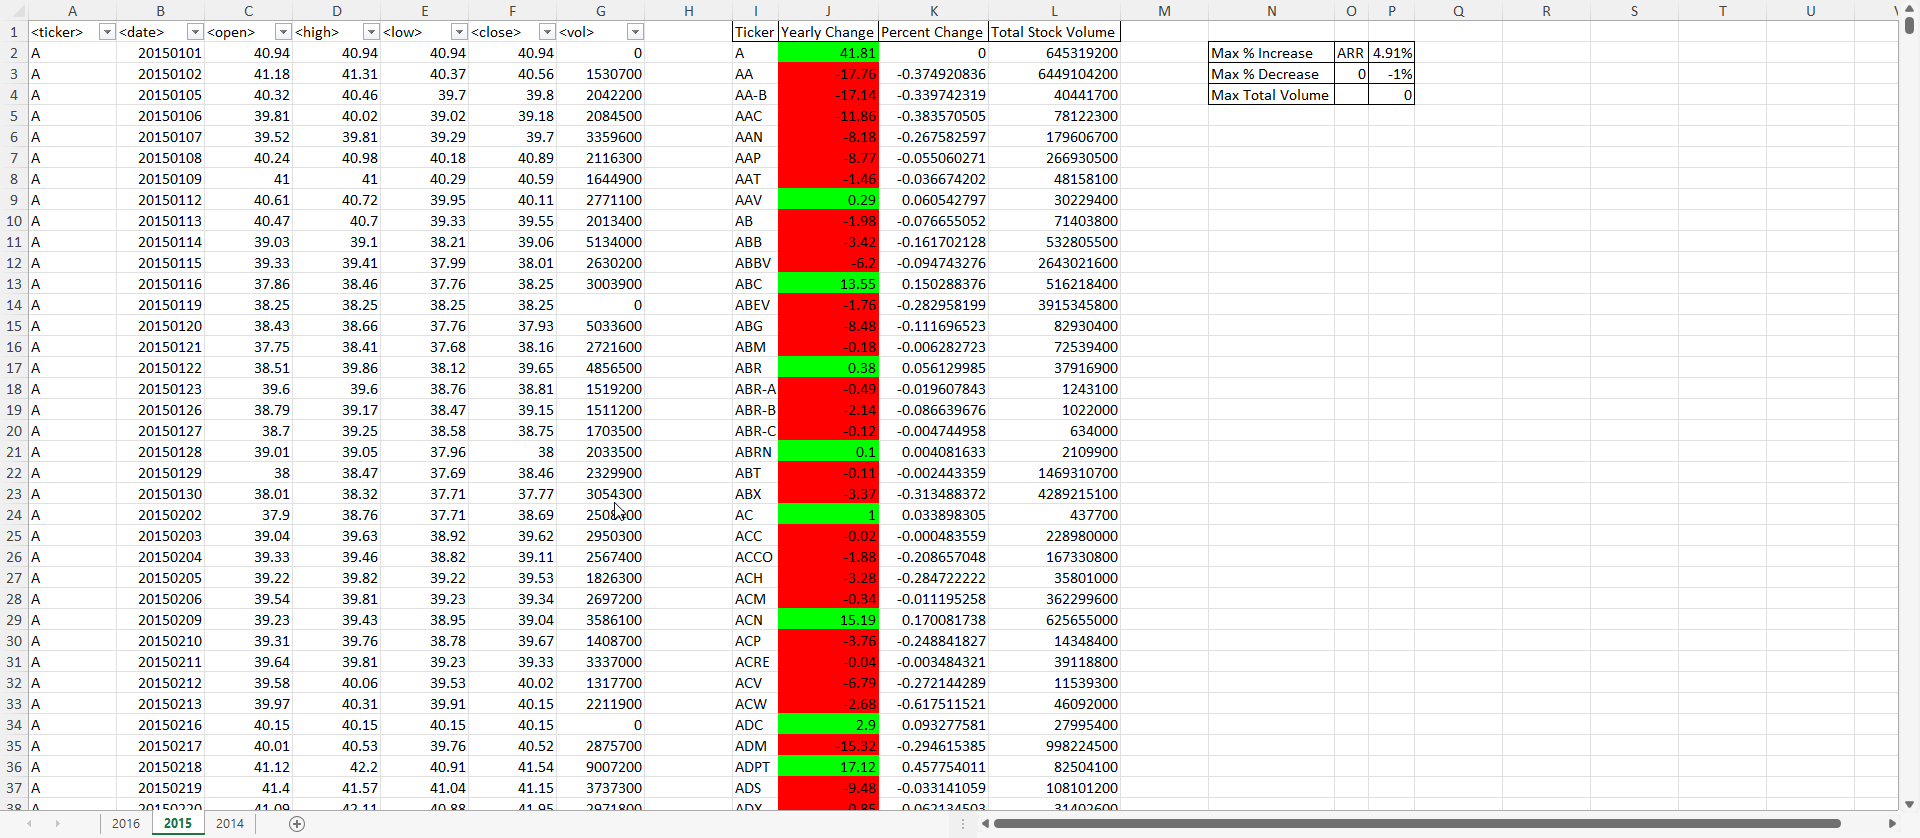 A B C D E F G H I J K L M N O P Q R S T U
1 <ticker> <date> <open> <high> <low> <close> <vol> Ticker Yearly Change Percent Change Total Stock Volume
2 A 20150101 40.94 40.94 40.94 40.94 0 A 41.81 0 645319200 Max % Increase ARR 4.91%
3 A 20150102 41.18 41.31 40.37 40.56 1530700 AA -17.76 -0.374920836 6449104200 Max % Decrease 0 -1%
4 A 20150105 40.32 40.46 39.7 39.8 2042200 AA-B -17.14 -0.339742319 40441700 Max Total Volume 0
5 A 20150106 39.81 40.02 39.02 39.18 2084500 AAC -11.86 -0.383570505 78122300
6 A 20150107 39.52 39.81 39.29 39.7 3359600 AAN -8.18 -0.267582597 179606700
7 A 20150108 40.24 40.98 40.18 40.89 2116300 AAP -8.77 -0.055060271 266930500
8 A 20150109 41 41 40.29 40.59 1644900 AAT -1.46 -0.036674202 48158100
9 A 20150112 40.61 40.72 39.95 40.11 2771100 AAV 0.29 0.060542797 30229400
10 A 20150113 40.47 40.7 39.33 39.55 2013400 AB -1.98 -0.076655052 71403800
11 A 20150114 39.03 39.1 38.21 39.06 5134000 ABB -3.42 -0.161702128 532805500
12 A 20150115 39.33 39.41 37.99 38.01 2630200 ABBV -6.2 -0.094743276 2643021600
13 A 20150116 37.86 38.46 37.76 38.25 3003900 ABC 13.55 0.150288376 516218400
14 A 20150119 38.25 38.25 38.25 38.25 0 ABEV -1.76 -0.282958199 3915345800
15 A 20150120 38.43 38.66 37.76 37.93 5033600 ABG -8.48 -0.111696523 82930400
16 A 20150121 37.75 38.41 37.68 38.16 2721600 ABM -0.18 -0.006282723 72539400
17 A 20150122 38.51 39.86 38.12 39.65 4856500 ABR 0.38 0.056129985 37916900
18 A 20150123 39.6 39.6 38.76 38.81 1519200 ABR-A -0.49 -0.019607843 1243100
19 A 20150126 38.79 39.17 38.47 39.15 1511200 ABR-B -2.14 -0.086639676 1022000
20 A 20150127 38.7 39.25 38.58 38.75 1703500 ABR-C -0.12 -0.004744958 634000
21 A 20150128 39.01 39.05 37.96 38 2033500 ABRN 0.1 0.004081633 2109900
22 A 20150129 38 38.47 37.69 38.46 2329900 ABT -0.11 -0.002443359 1469310700
23 A 20150130 38.01 38.32 37.71 37.77 3054300 ABX -3.37 -0.313488372 4289215100
24 A 20150202 37.9 38.76 37.71 38.69 AC 1 0.033898305 437700
25 A 20150203 39.04 39.63 38.92 39.62 2950300 ACC -0.02 -0.000483559 228980000
26 A 20150204 39.33 39.46 38.82 39.11 2567400 ACCO -1.88 -0.208657048 167330800
27 A 20150205 39.22 39.82 39.22 39.53 1826300 ACH -3.28 -0.284722222 35801000
28 A 20150206 39.54 39.81 39.23 39.34 2697200 ACM -0.34 -0.011195258 362299600
29 A 20150209 39.23 39.43 38.95 39.04 3586100 ACN 15.19 0.170081738 625655000
30 A 20150210 39.31 39.76 38.78 39.67 1408700 ACP -3.76 -0.248841827 14348400
31 A 20150211 39.64 39.81 39.23 39.33 3337000 ACRE -0.04 -0.003484321 39118800
32 A 20150212 39.58 40.06 39.53 40.02 1317700 ACV -6.79 -0.272144289 11539300
33 A 20150213 39.97 40.31 39.91 40.15 2211900 ACW -2.68 -0.617511521 46092000
34 A 20150216 40.15 40.15 40.15 40.15 0 ADC 2.9 0.093277581 27995400
35 A 20150217 40.01 40.53 39.76 40.52 2875700 ADM -15.32 -0.294615385 998224500
36 A 20150218 41.12 42.2 40.91 41.54 9007200 ADPT 17.12 0.457754011 82504100
37 A 20150219 41.4 41.57 41.04 41.15 3737300 ADS -9.48 -0.033141059 108101200
38 A 20150220 41.09 42.11 40.88 41.95 2971800 ADX 0.85 0.062134503 31402600
2016 2015 2014